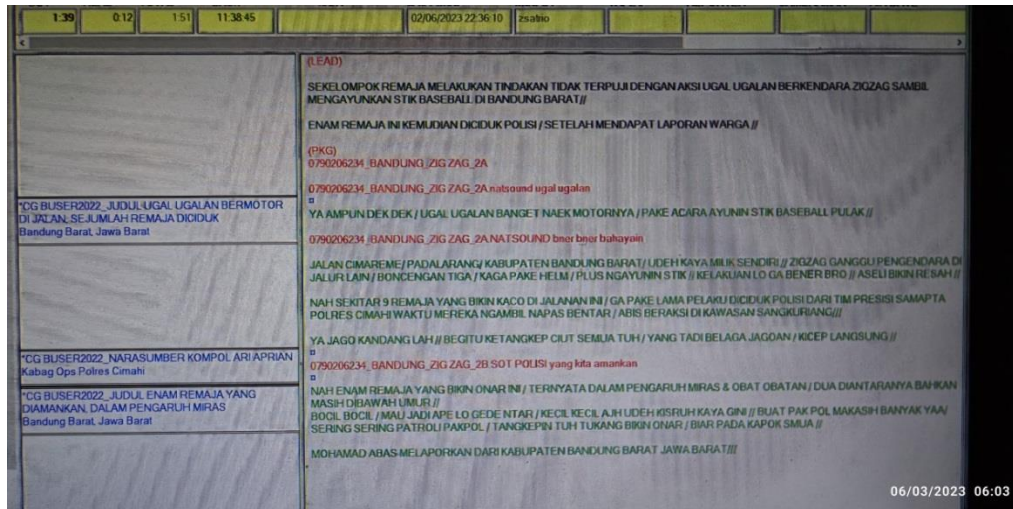 1:39 0:12 1:51 11:38:45 02/06/2023 22:36:10 zsatrio
(LEAD)
SEKELOMPOK REMAJA MELAKUKAN TINDAKAN TIDAK TERPUJI DENGAN AKSI UGAL UGALAN BERKENDARA ZIGZAG SAMBIL
MENGAYUNKAN STIK BASEBALL DI BANDUNG BARAT//
ENAM REMAJA INI KEMUDIAN DICIDUK POLISI / SETELAH MENDAPAT LAPORAN WARGA //
(PKG)
0790206234_BANDUNG_ZIG ZAG_2A
0790206234_BANDUNG_ZIG ZAG_2A natsound ugal ugalan
*CG BUSER2022_JUDUL UGAL UGALAN BERMOTOR
DI JALAN, SEJUMLAH REMAJA DICIDUK
Bandung Barat, Jawa Barat
YA AMPUN DEK DEK / UGAL UGALAN BANGET NAEK MOTORNYA / PAKE ACARA AYUNIN STIK BASEBALL PULAK //
0790206234_BANDUNG_ZIG ZAG_2A NATSOUND bner bner bahayain
JALAN CIMAREME/ PADALARANG/ KABUPATEN BANDUNG BARAT/ UDEH KAYA MILIK SENDIRI // ZIGZAG GANGGU PENGENDARA DI
JALUR LAIN / BONCENGAN TIGA / KAGA PAKE HELM / PLUS NGAYUNIN STIK // KELAKUAN LO GA BENER BRO // ASELI BIKIN RESAH //
NAH SEKITAR 9 REMAJA YANG BIKIN KACO DI JALANAN INI / GA PAKE LAMA PELAKU DICIDUK POLISI DARI TIM PRESISI SAMAPTA
POLRES CIMAHI WAKTU MEREKA NGAMBIL NAPAS BENTAR / ABIS BERAKSI DI KAWASAN SANGKURIANG///
YA JAGO KANDANG LAH // BEGITU KETANGKEP CIUT SEMUA TUH / YANG TADI BELAGA JAGOAN / KICEP LANGSUNG //
*CG BUSER2022_NARASUMBER KOMPOL ARI APRIAN
Kabag Ops Polres Cimahi
0790206234_BANDUNG_ZIG ZAG_2B SOT POLISI yang kita amankan
*CG BUSER2022_JUDUL ENAM REMAJA YANG
DIAMANKAN, DALAM PENGARUH MIRAS
Bandung Barat, Jawa Barat
NAH ENAM REMAJA YANG BIKIN ONAR INI / TERNYATA DALAM PENGARUH MIRAS & OBAT OBATAN / DUA DIANTARANYA BAHKAN
MASIH DIBAWAH UMUR //
BOCIL BOCIL / MAU JADI APE LO GEDE NTAR / KECIL KECIL AJH UDEH KISRUH KAYA GINI // BUAT PAK POL MAKASIH BANYAK YAA/
SERING SERING PATROLI PAKPOL / TANGKEPIN TUH TUKANG BIKIN ONAR / BIAR PADA KAPOK SMUA //
MOHAMAD ABAS MELAPORKAN DARI KABUPATEN BANDUNG BARAT JAWA BARAT///
06/03/2023 06:03